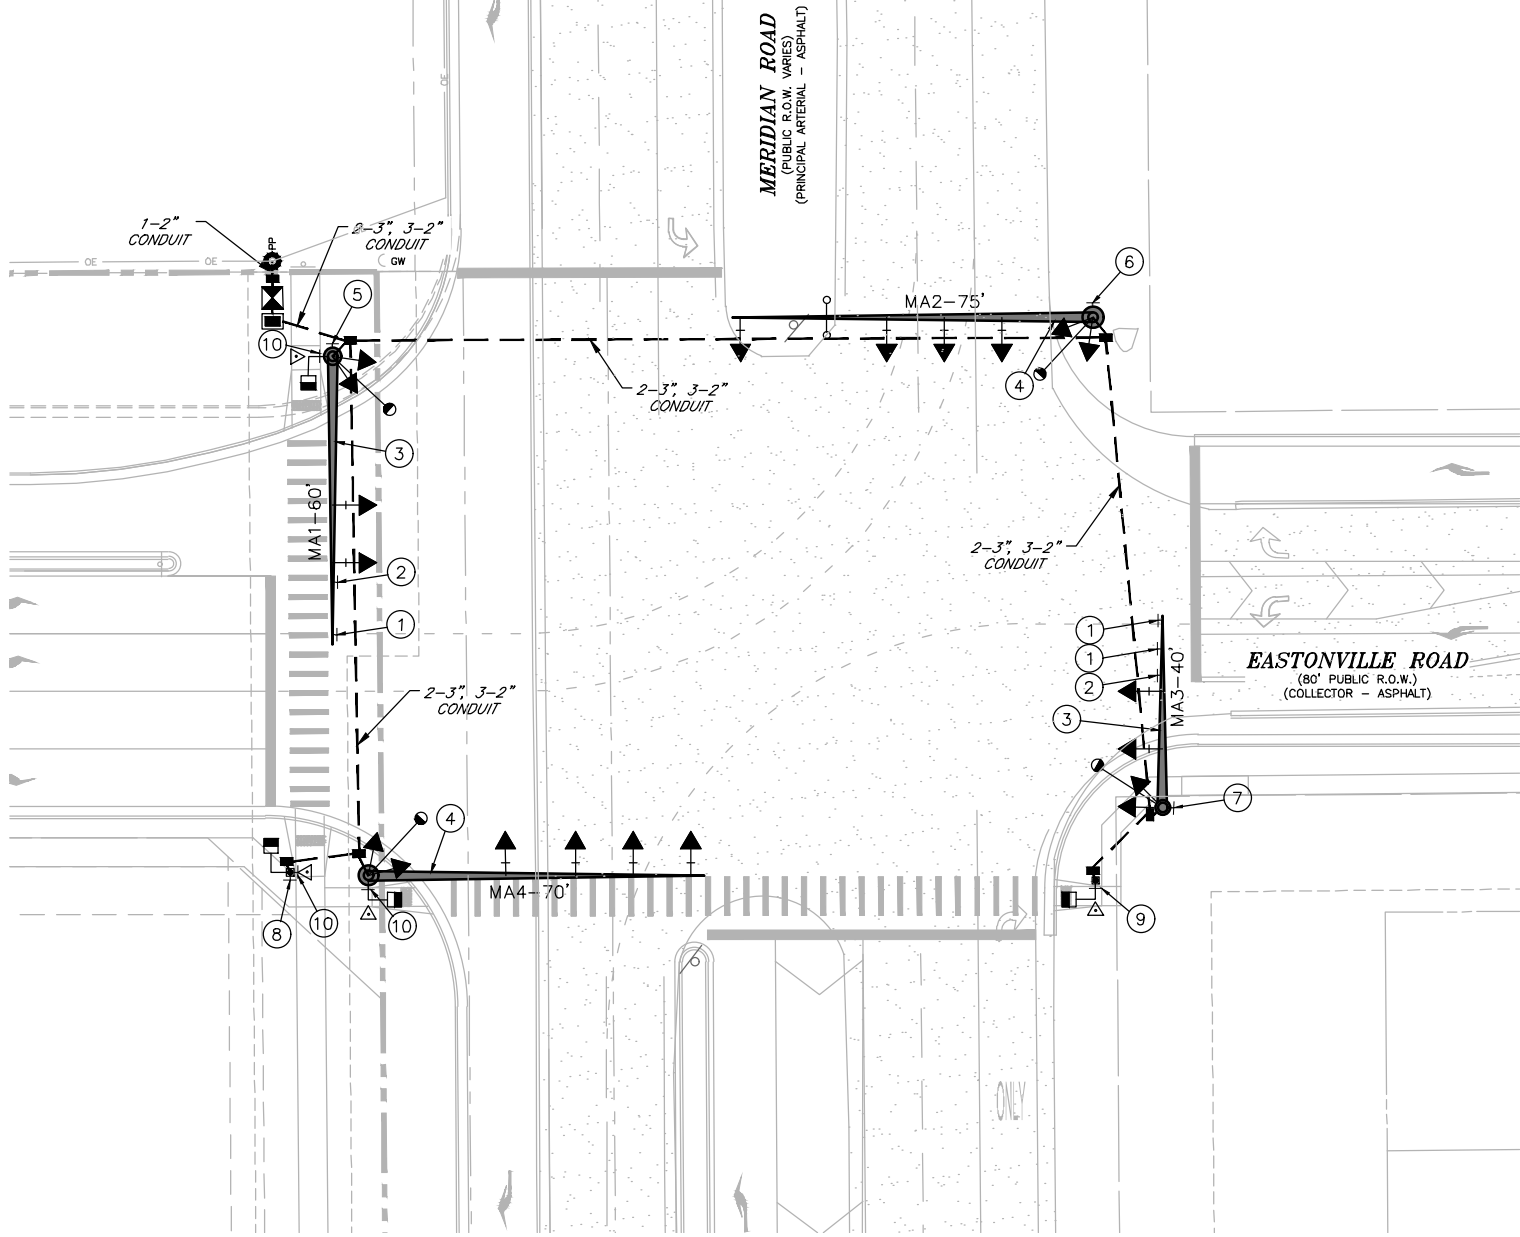 MERIDIAN ROAD
(PUBLIC R.O.W. VARIES)
(PRINCIPAL ARTERIAL - ASPHALT)
OE
1-2"
CONDUIT
2-3", 3-2"
CONDUIT
PP
OE
OE
GW
5
6
10
MA2-75'
4
2-3", 3-2"
CONDUIT
3
MA1-60'
2
1
2-3", 3-2"
CONDUIT
1
1
2
3
MA3-40'
EASTONVILLE ROAD
(80' PUBLIC R.O.W.)
(COLLECTOR - ASPHALT)
2-3", 3-2"
CONDUIT
7
4
MA4-70'
8
10
10
9
ONLY